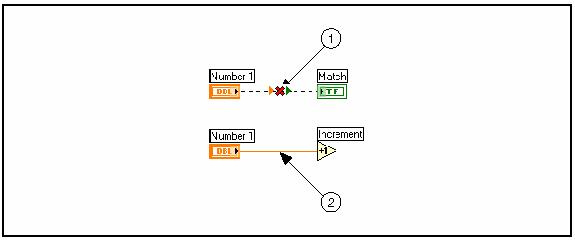 1
Number 1
Match
DBL
TF
Number 1
Increment
DBL
+1
2